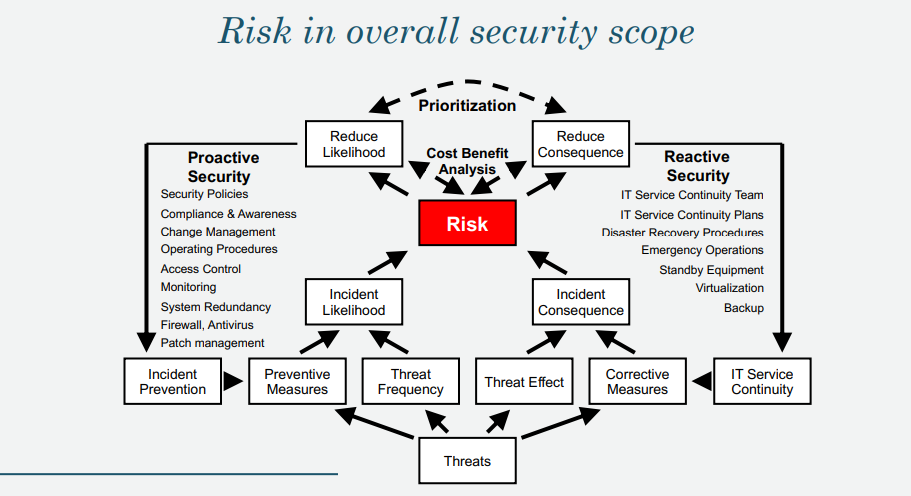 Risk in overall security scope
Prioritization
Reduce
Likelihood
Reduce
Consequence
Cost Benefit
Analysis
Proactive
Security
Security Policies
Compliance & Awareness
Change Management
Operating Procedures
Access Control
Monitoring
System Redundancy
Firewall, Antivirus
Patch management
Reactive
Security
IT Service Continuity Team
IT Service Continuity Plans
Disaster Recovery Procedures
Emergency Operations
Standby Equipment
Virtualization
Backup
Risk
Incident
Likelihood
Incident
Consequence
Incident
Prevention
Preventive
Measures
Threat
Frequency
Threat Effect
Corrective
Measures
IT Service
Continuity
Threats